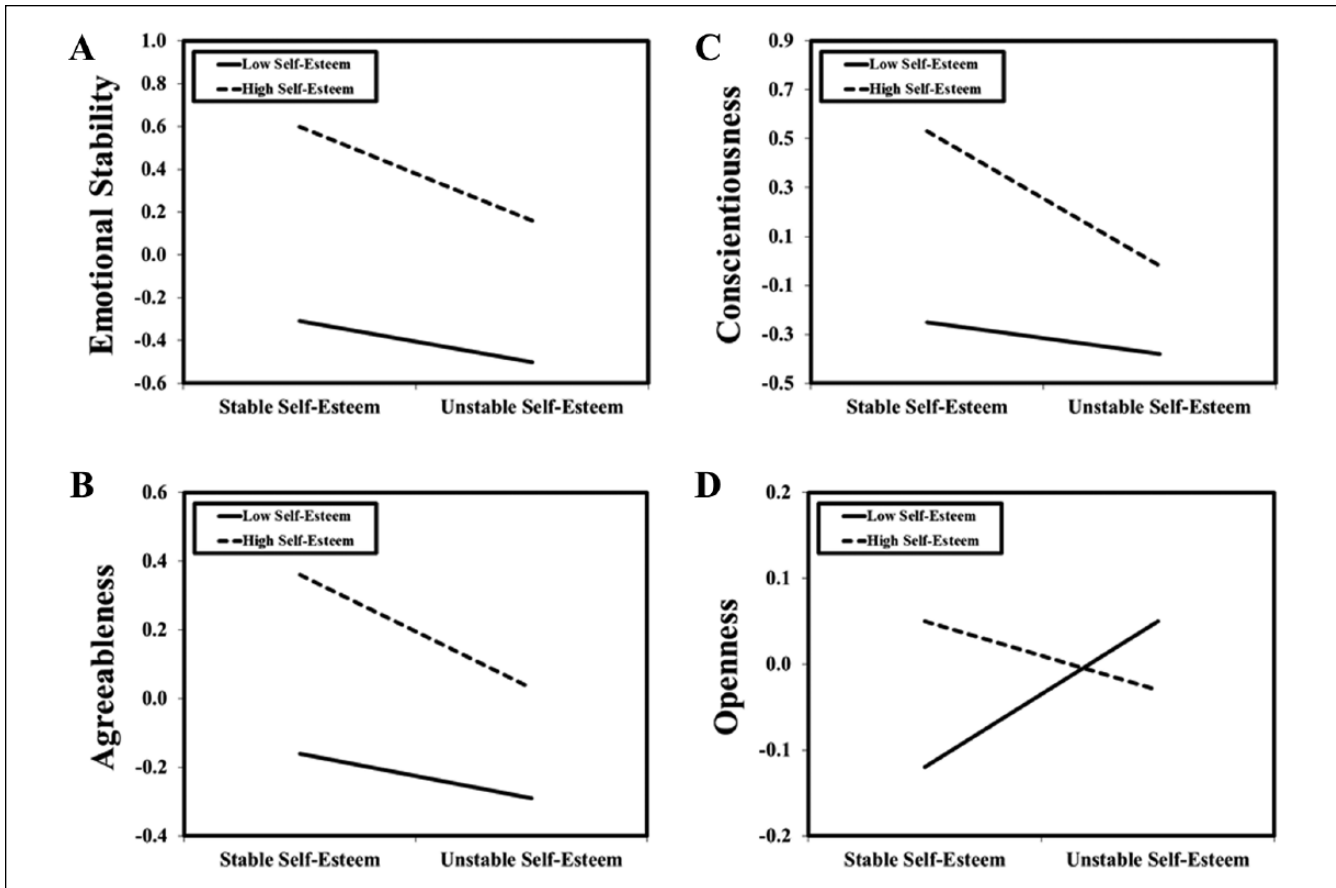 A
Emotional Stability
1.0
0.8
0.6
0.4
0.2
0.0
-0.2
-0.4
-0.6
Low Self-Esteem
High Self-Esteem
Stable Self-Esteem
Unstable Self-Esteem
C
Conscientiousness
0.9
0.7
0.5
0.3
0.1
-0.1
-0.3
-0.5
Low Self-Esteem
High Self-Esteem
Stable Self-Esteem
Unstable Self-Esteem
B
Agreeableness
0.6
0.4
0.2
0.0
-0.2
-0.4
Low Self-Esteem
High Self-Esteem
Stable Self-Esteem
Unstable Self-Esteem
D
Openness
0.2
0.1
0.0
-0.1
-0.2
Low Self-Esteem
High Self-Esteem
Stable Self-Esteem
Unstable Self-Esteem